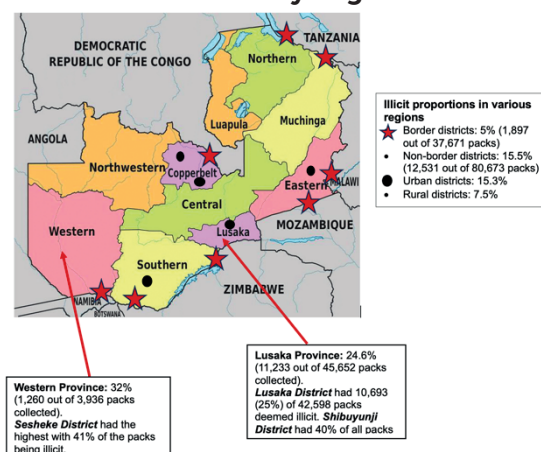 DEMOCRATIC
REPUBLIC OF THE CONGO
TANZANIA
Northern
Luapula
Muchinga
ANGOLA
Northwestern
Copperbelt
Eastern
MALAWI
Central
Western
Lusaka
MOZAMBIQUE
Southern
ZIMBABWE
NAMIBIA
BOTSWANA
Illicit proportions in various
regions
Border districts: 5% (1,897
out of 37,671 packs)
Non-border districts: 15.5%
(12,531 out of 80,673 packs)
Urban districts: 15.3%
Rural districts: 7.5%
Western Province: 32%
(1,260 out of 3,936 packs
collected).
Sesheke District had the
highest with 41% of the packs
being illicit.
Lusaka Province: 24.6%
(11,233 out of 45,652 packs
collected).
Lusaka District had 10,693
(25%) of 42,598 packs
deemed illicit. Shibuyunji
District had 40% of all packs